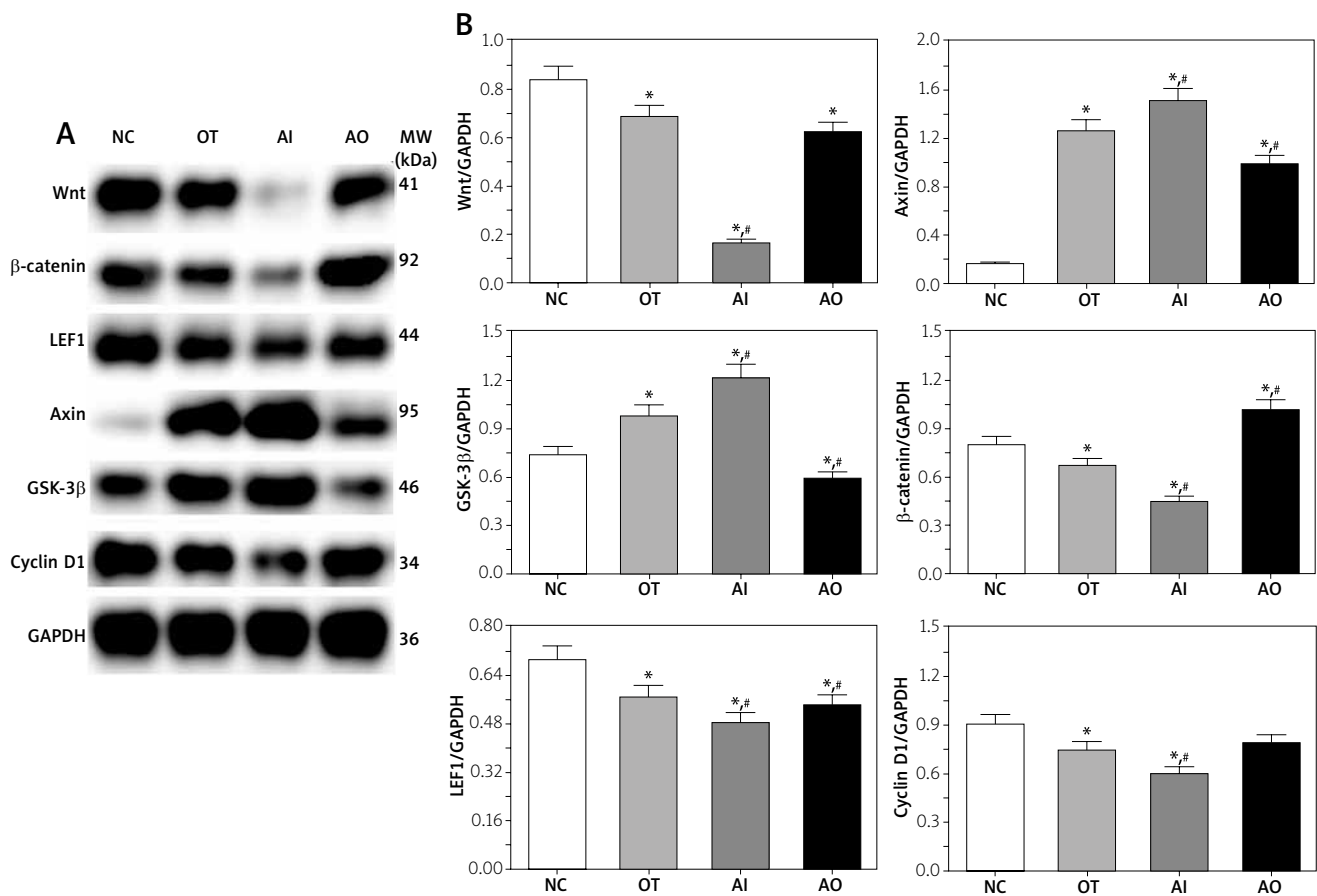 A
NC OT AI AO MW
(kDa)
Wnt 41
β-catenin 92
LEF1 44
Axin 95
GSK-3β 46
Cyclin D1 34
GAPDH 36
B
Wnt/GAPDH
1.0
0.8
0.6
0.4
0.2
0.0
*
*,#
*
NC OT AI AO
Axin/GAPDH
2.0
1.6
1.2
0.8
0.4
0.0
*
*,#
*,#
NC OT AI AO
GSK-3β/GAPDH
1.5
1.2
0.9
0.6
0.3
0.0
*
*,#
*,#
NC OT AI AO
β-catenin/GAPDH
1.5
1.2
0.9
0.6
0.3
0.0
*
*,#
*,#
NC OT AI AO
LEF1/GAPDH
0.80
0.64
0.48
0.32
0.16
0.00
*
*,#
*,#
NC OT AI AO
Cyclin D1/GAPDH
1.5
1.2
0.9
0.6
0.3
0.0
*
*,#
NC OT AI AO